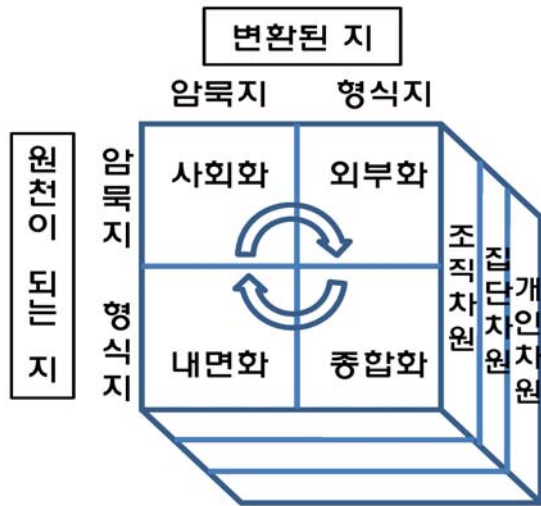 변환된 지
암묵지 형식지
원천이 되는 지
암묵지
형식지
사회화 외부화
내면화 종합화
조직차원
집단차원
개인차원